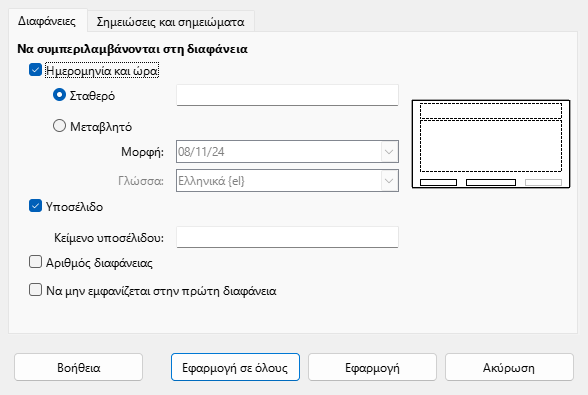 Διαφάνειες
Σημειώσεις και σημειώματα
Να συμπεριλαμβάνονται στη διαφάνεια
Ημερομηνία και ώρα
Σταθερό
Μεταβλητό
Μορφή:
08/11/24
Γλώσσα:
Ελληνικά {el}
Υποσέλιδο
Κείμενο υποσέλιδου:
Αριθμός διαφάνειας
Να μην εμφανίζεται στην πρώτη διαφάνεια
Βοήθεια
Εφαρμογή σε όλους
Εφαρμογή
Ακύρωση